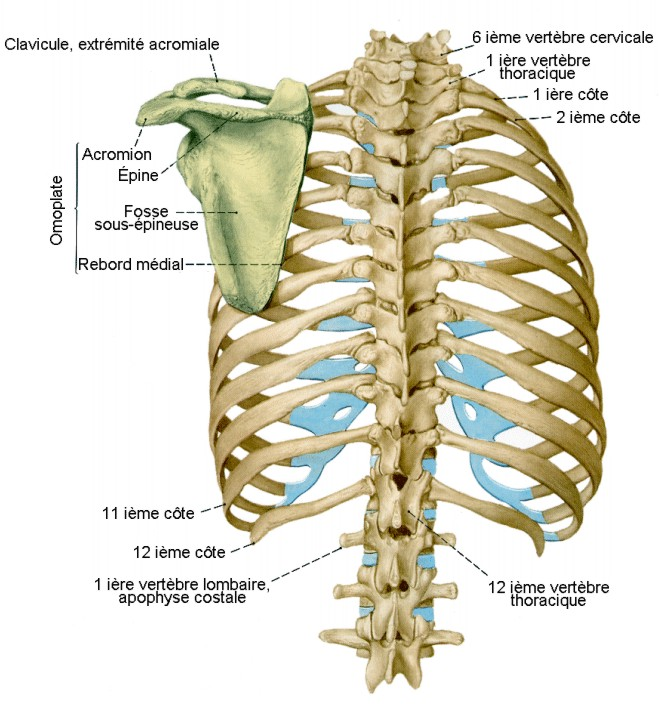 Clavicule, extrémité acromiale
6 ième vertèbre cervicale
1 ière vertèbre
thoracique
1 ière côte
2 ième côte
Omoplate
Acromion
Épine
Fosse
sous-épineuse
Rebord médial
11 ième côte
12 ième côte
1 ière vertèbre lombaire,
apophyse costale
12 ième vertèbre
thoracique